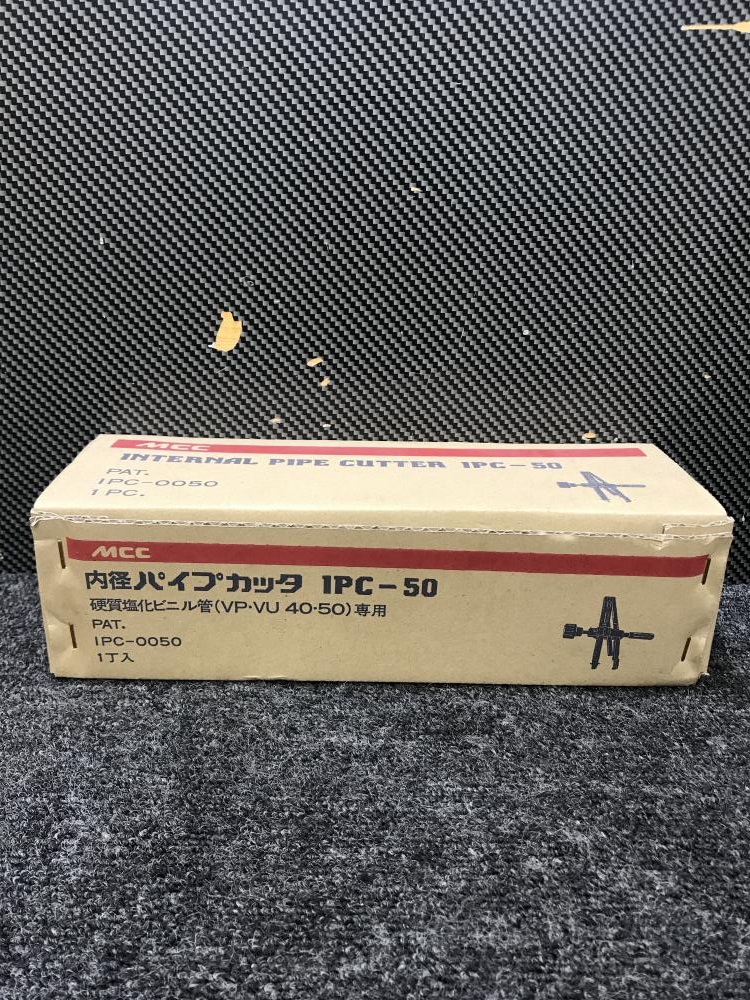 MCC
INTERNAL PIPE CUTTER IPC-50
PAT.
IPC-0050
1 PC.
MCC
内径パイプカッタ IPC-50
硬質塩化ビニル管(VP・VU 40・50)専用
PAT.
IPC-0050
1丁入